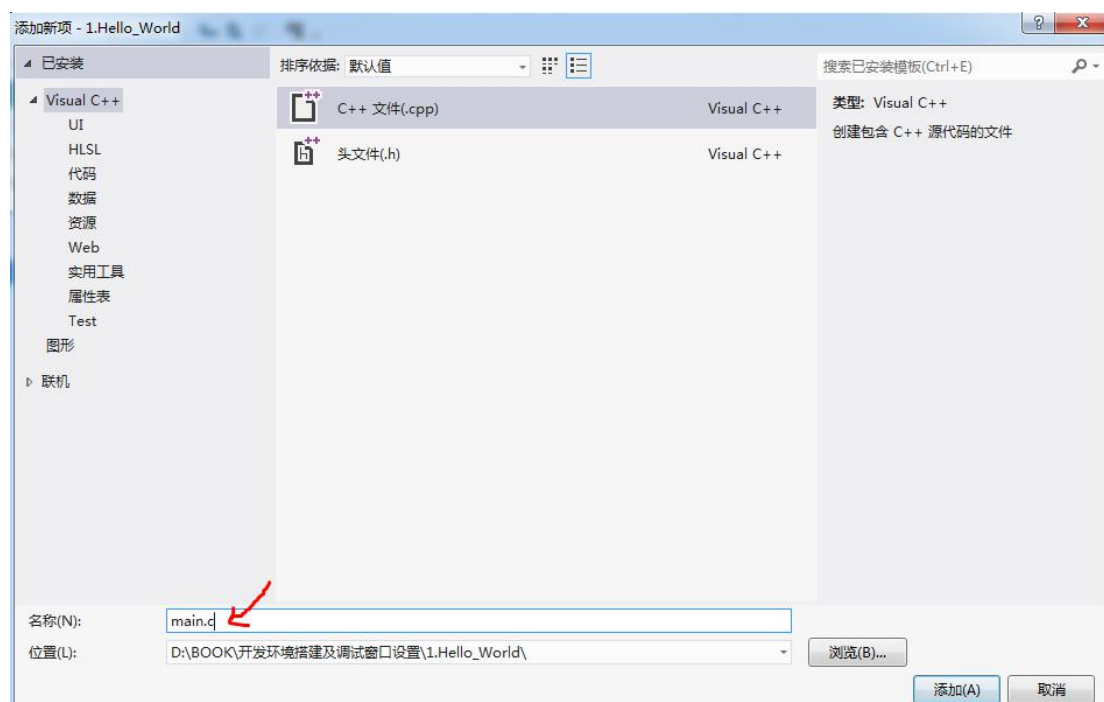 添加新项 - 1.Hello_World
已安装
排序依据: 默认值
搜索已安装模板(Ctrl+E)
Visual C++
UI
HLSL
代码
数据
资源
Web
实用工具
属性表
Test
图形
联机
C++ 文件(.cpp) Visual C++
头文件(.h) Visual C++
类型: Visual C++
创建包含 C++ 源代码的文件
名称(N): main.c
位置(L): D:\BOOK\开发环境搭建及调试窗口设置\1.Hello_World\
浏览(B)...
添加(A) 取消